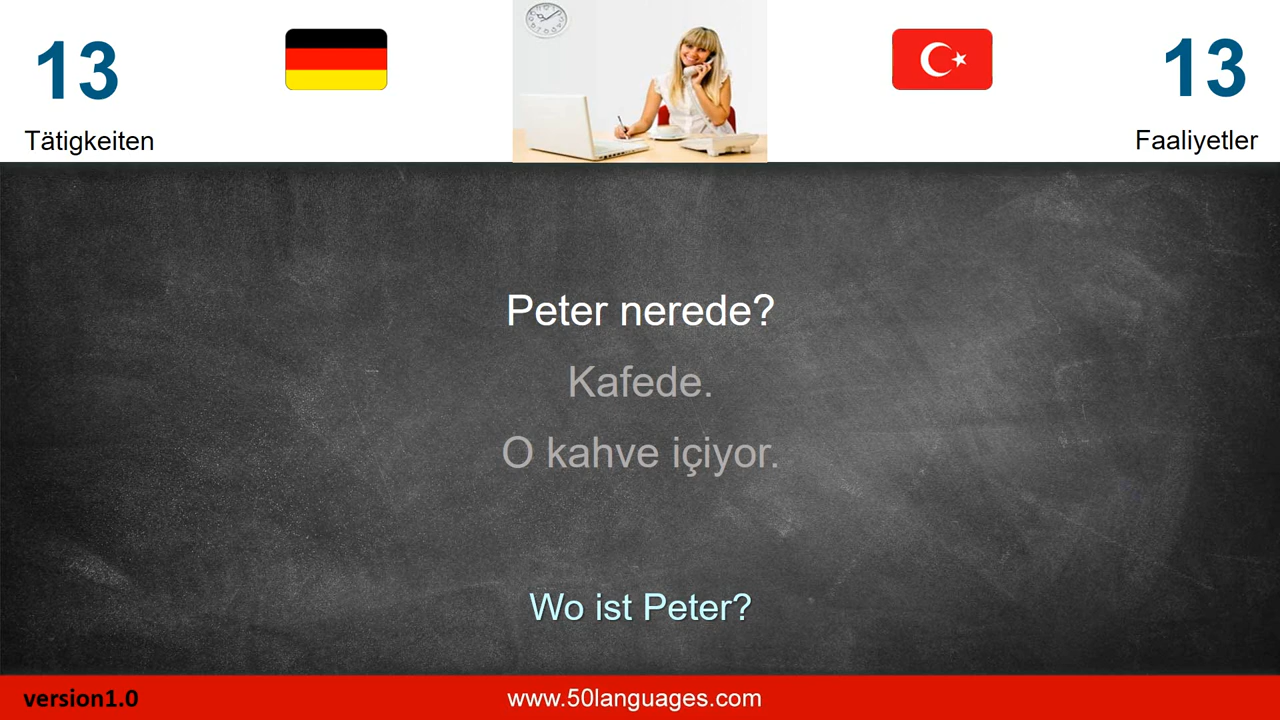 13
Tätigkeiten
13
Faaliyetler
Peter nerede?
Kafede.
O kahve içiyor.
Wo ist Peter?
version1.0
www.50languages.com